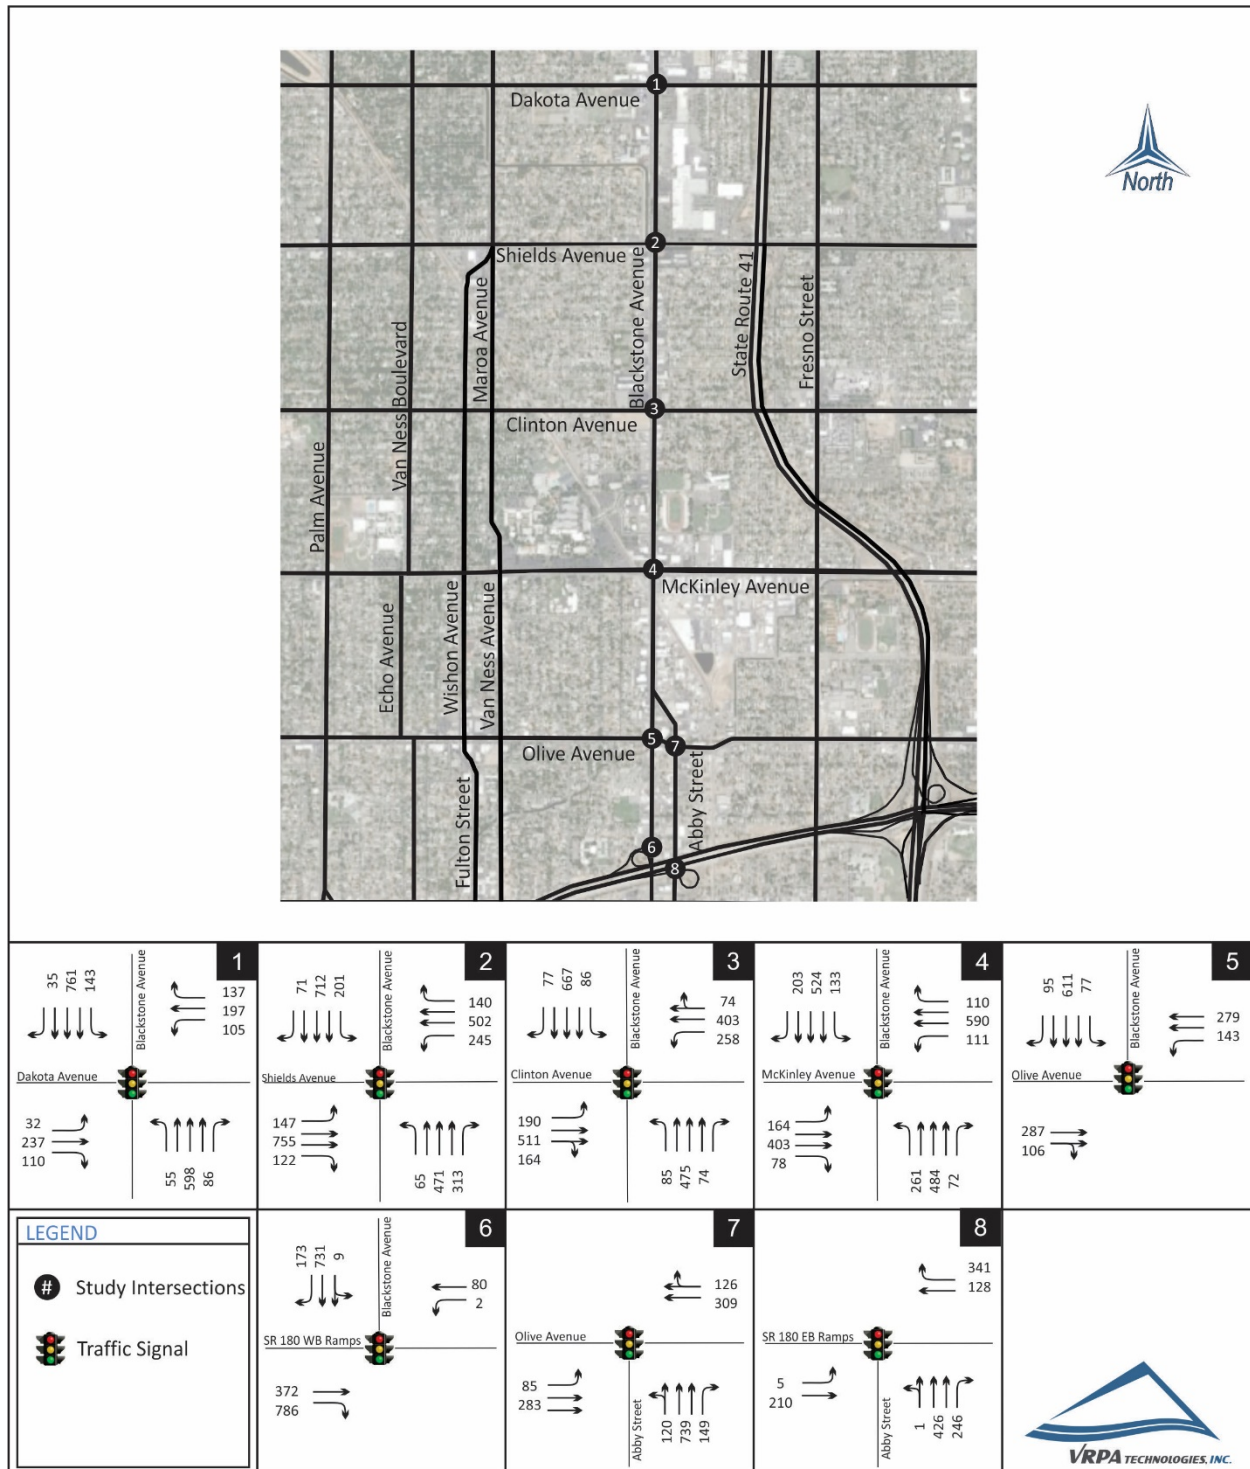 North
1
Dakota Avenue
2
Shields Avenue
Blackstone Avenue
State Route 41
Fresno Street
Maroa Avenue
Van Ness Boulevard
3
Clinton Avenue
Palm Avenue
4
McKinley Avenue
Echo Avenue
Wishon Avenue
Van Ness Avenue
5
7
Olive Avenue
Abby Street
Fulton Street
6
8
1
35 761 143
Blackstone Avenue
137
197
105
Dakota Avenue
32
237
110
55 598 86
2
71 712 201
Blackstone Avenue
140
502
245
Shields Avenue
147
755
122
65 471 313
3
77 667 86
Blackstone Avenue
74
403
258
Clinton Avenue
190
511
164
85 475 74
4
203 524 133
Blackstone Avenue
110
590
111
McKinley Avenue
164
403
78
261 484 72
5
95 611 77
Blackstone Avenue
279
143
Olive Avenue
287
106
LEGEND
# Study Intersections
Traffic Signal
6
173 731 9
Blackstone Avenue
80
2
SR 180 WB Ramps
372
786
7
126
309
Olive Avenue
85
283
Abby Street
120 739 149
8
341
128
SR 180 EB Ramps
5
210
Abby Street
1 426 246
VRPA TECHNOLOGIES, INC.